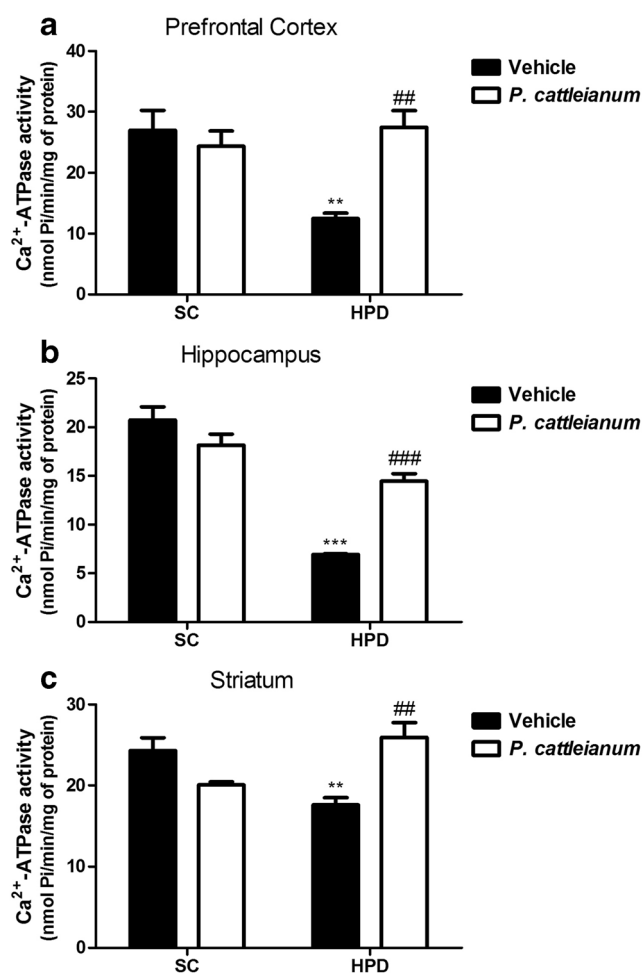 a
Prefrontal Cortex
Ca2+-ATPase activity
(nmol Pi/min/mg of protein)
40
30
20
10
0
**
##
SC
HPD
Vehicle
P. cattleianum
b
Hippocampus
Ca2+-ATPase activity
(nmol Pi/min/mg of protein)
25
20
15
10
5
0
***
###
SC
HPD
Vehicle
P. cattleianum
c
Striatum
Ca2+-ATPase activity
(nmol Pi/min/mg of protein)
30
20
10
0
**
##
SC
HPD
Vehicle
P. cattleianum